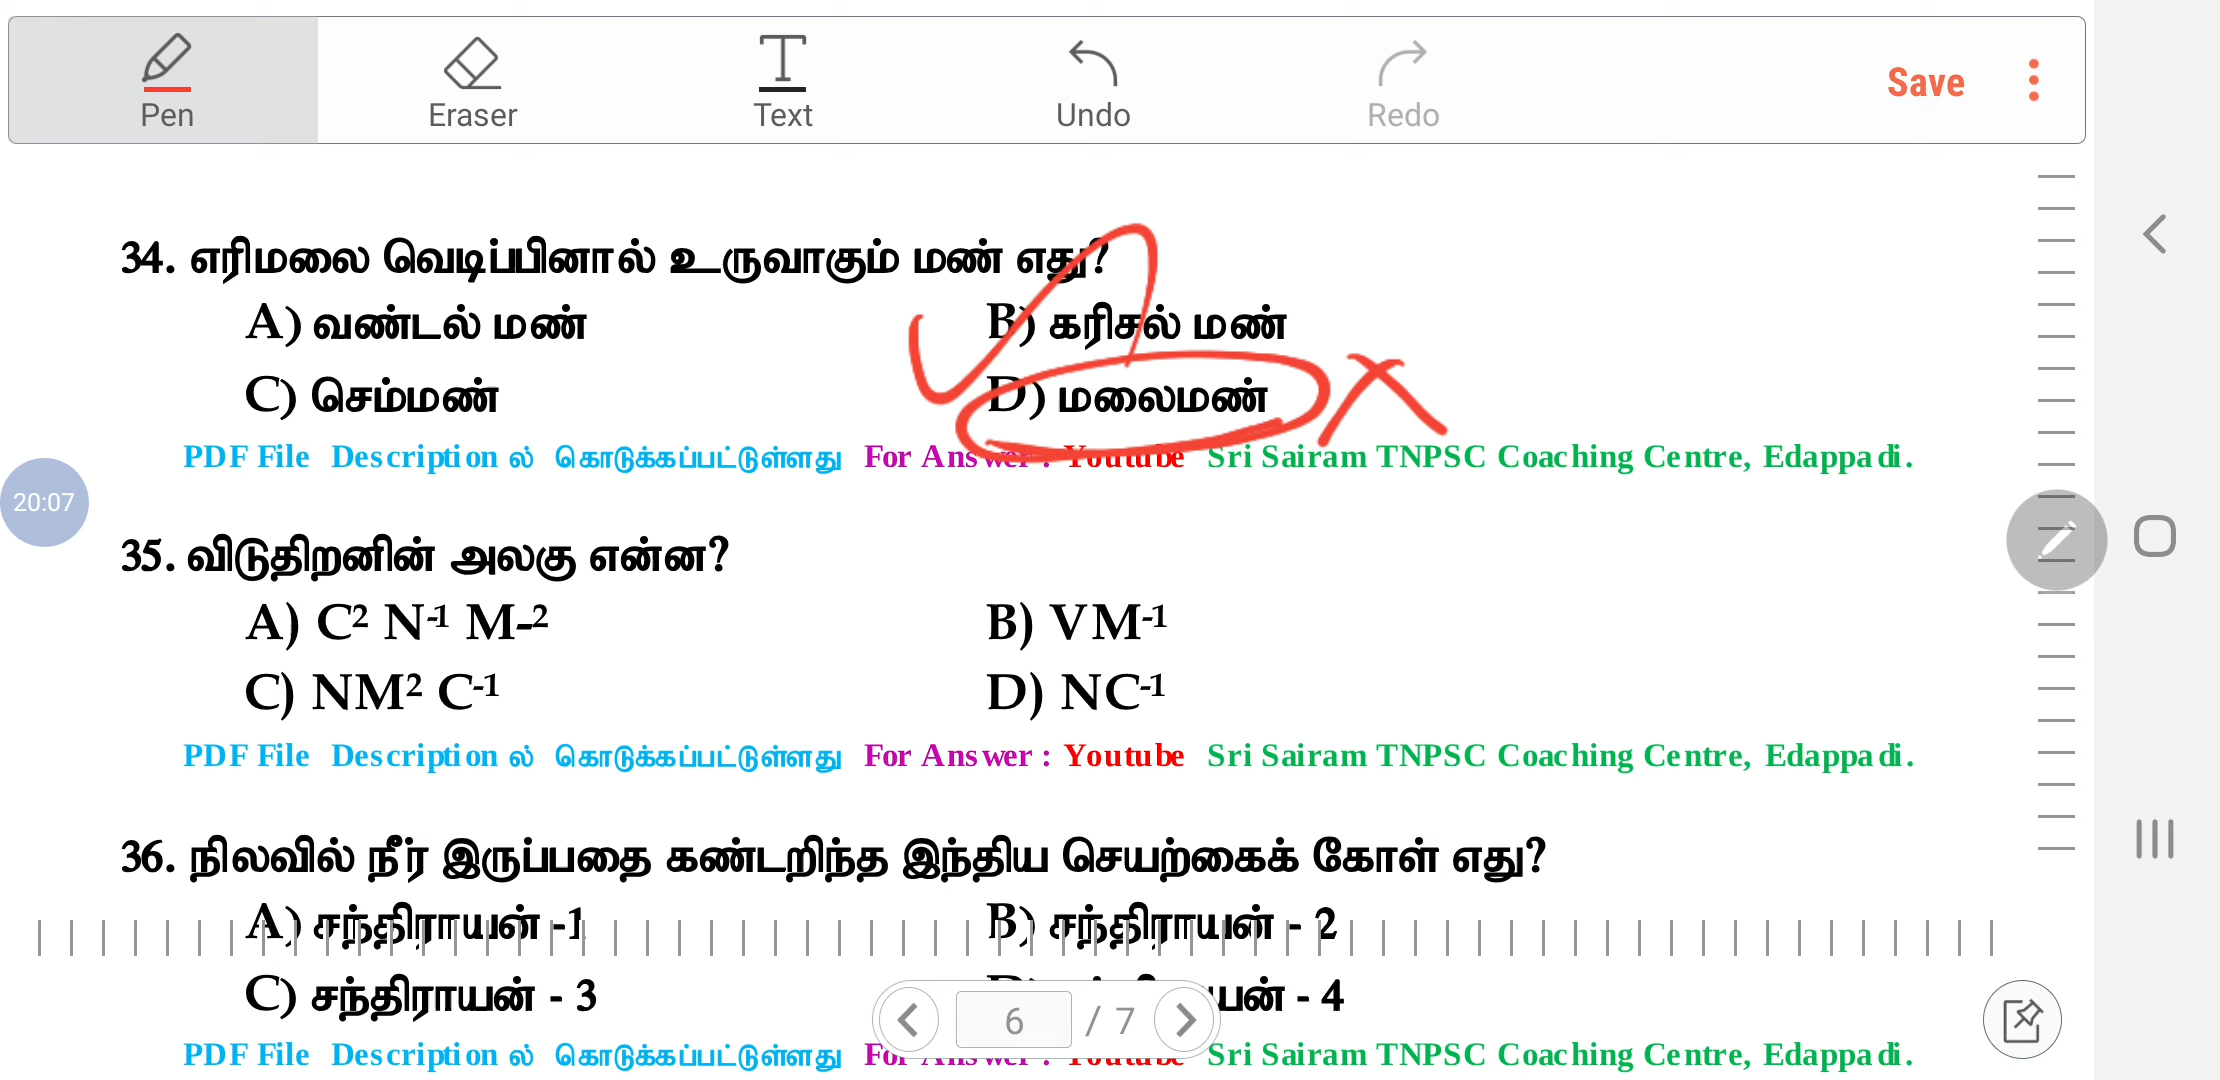 Pen Eraser Text Undo Redo Save
34. எரிமலை வெடிப்பினால் உருவாகும் மண் எது?
A) வண்டல் மண் B) கரிசல் மண்
C) செம்மண் D) மலைமண்
PDF File Description ல் கொடுக்கப்பட்டுள்ளது For Answer : Youtube Sri Sairam TNPSC Coaching Centre, Edappadi.
20:07
35. விடுதிறனின் அலகு என்ன?
A) C² N⁻¹ M-² B) VM⁻¹
C) NM² C⁻¹ D) NC⁻¹
PDF File Description ல் கொடுக்கப்பட்டுள்ளது For Answer : Youtube Sri Sairam TNPSC Coaching Centre, Edappadi.
36. நிலவில் நீர் இருப்பதை கண்டறிந்த இந்திய செயற்கைக் கோள் எது?
A) சந்திராயன் -1 B) சந்திராயன் - 2
C) சந்திராயன் - 3 - 4
6 / 7
PDF File Description ல் கொடுக்கப்பட்டுள்ளது For Answer : Youtube Sri Sairam TNPSC Coaching Centre, Edappadi.